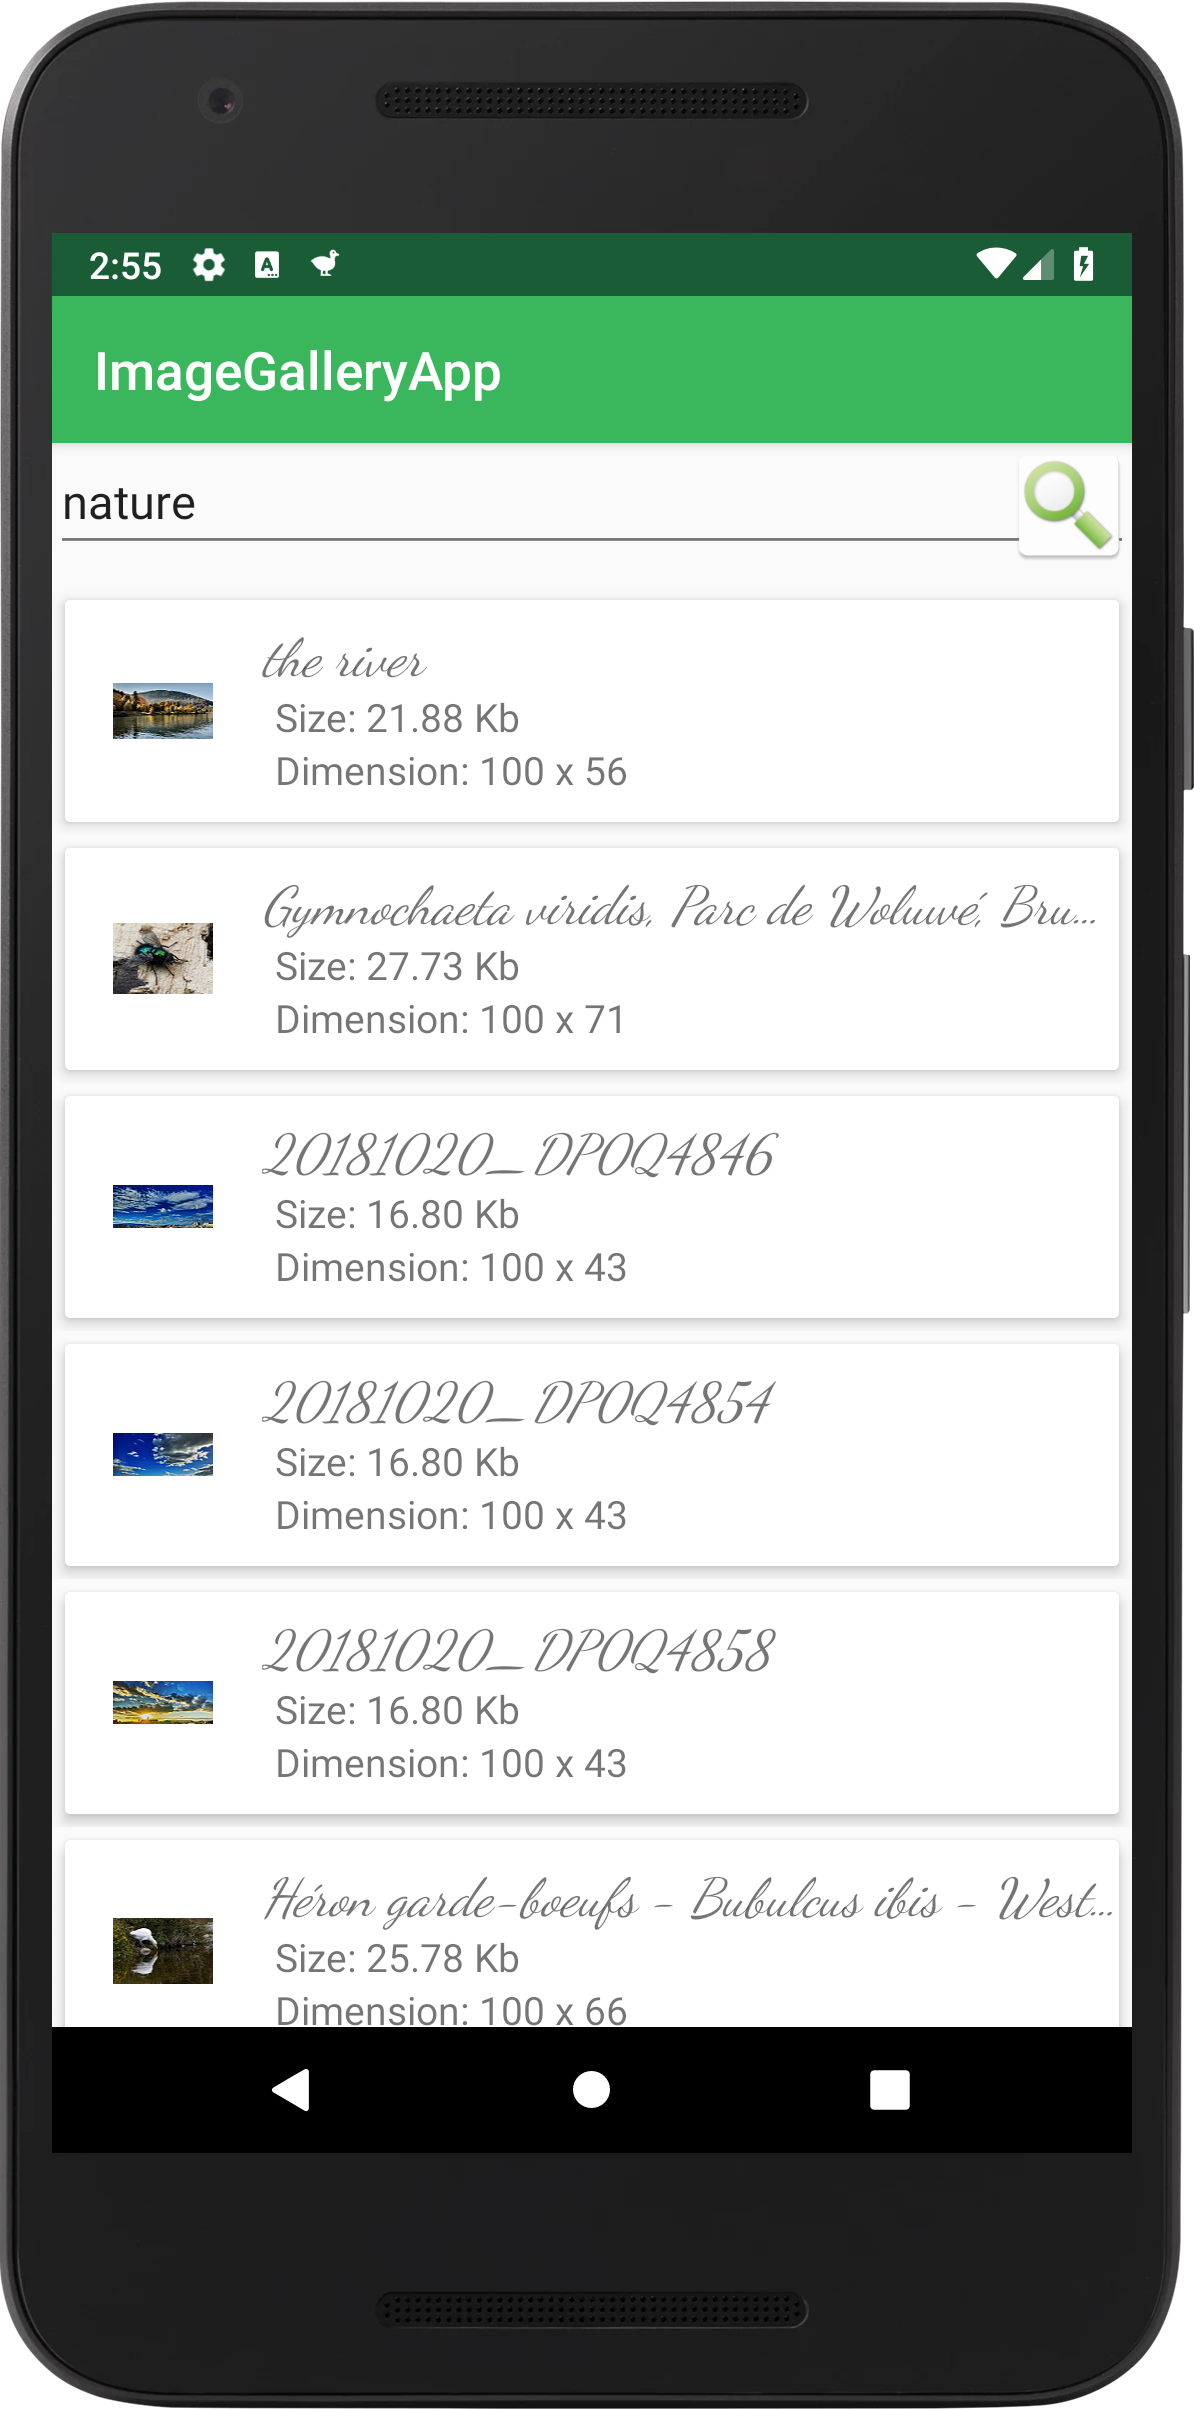 2:55
ImageGalleryApp
nature
the river
Size: 21.88 Kb
Dimension: 100 x 56
Gymnochaeta viridis, Parc de Woluwé, Bru...
Size: 27.73 Kb
Dimension: 100 x 71
20181020_DPOQ4846
Size: 16.80 Kb
Dimension: 100 x 43
20181020_DPOQ4854
Size: 16.80 Kb
Dimension: 100 x 43
20181020_DPOQ4858
Size: 16.80 Kb
Dimension: 100 x 43
Héron garde-boeufs - Bubulcus ibis - West...
Size: 25.78 Kb
Dimension: 100 x 66